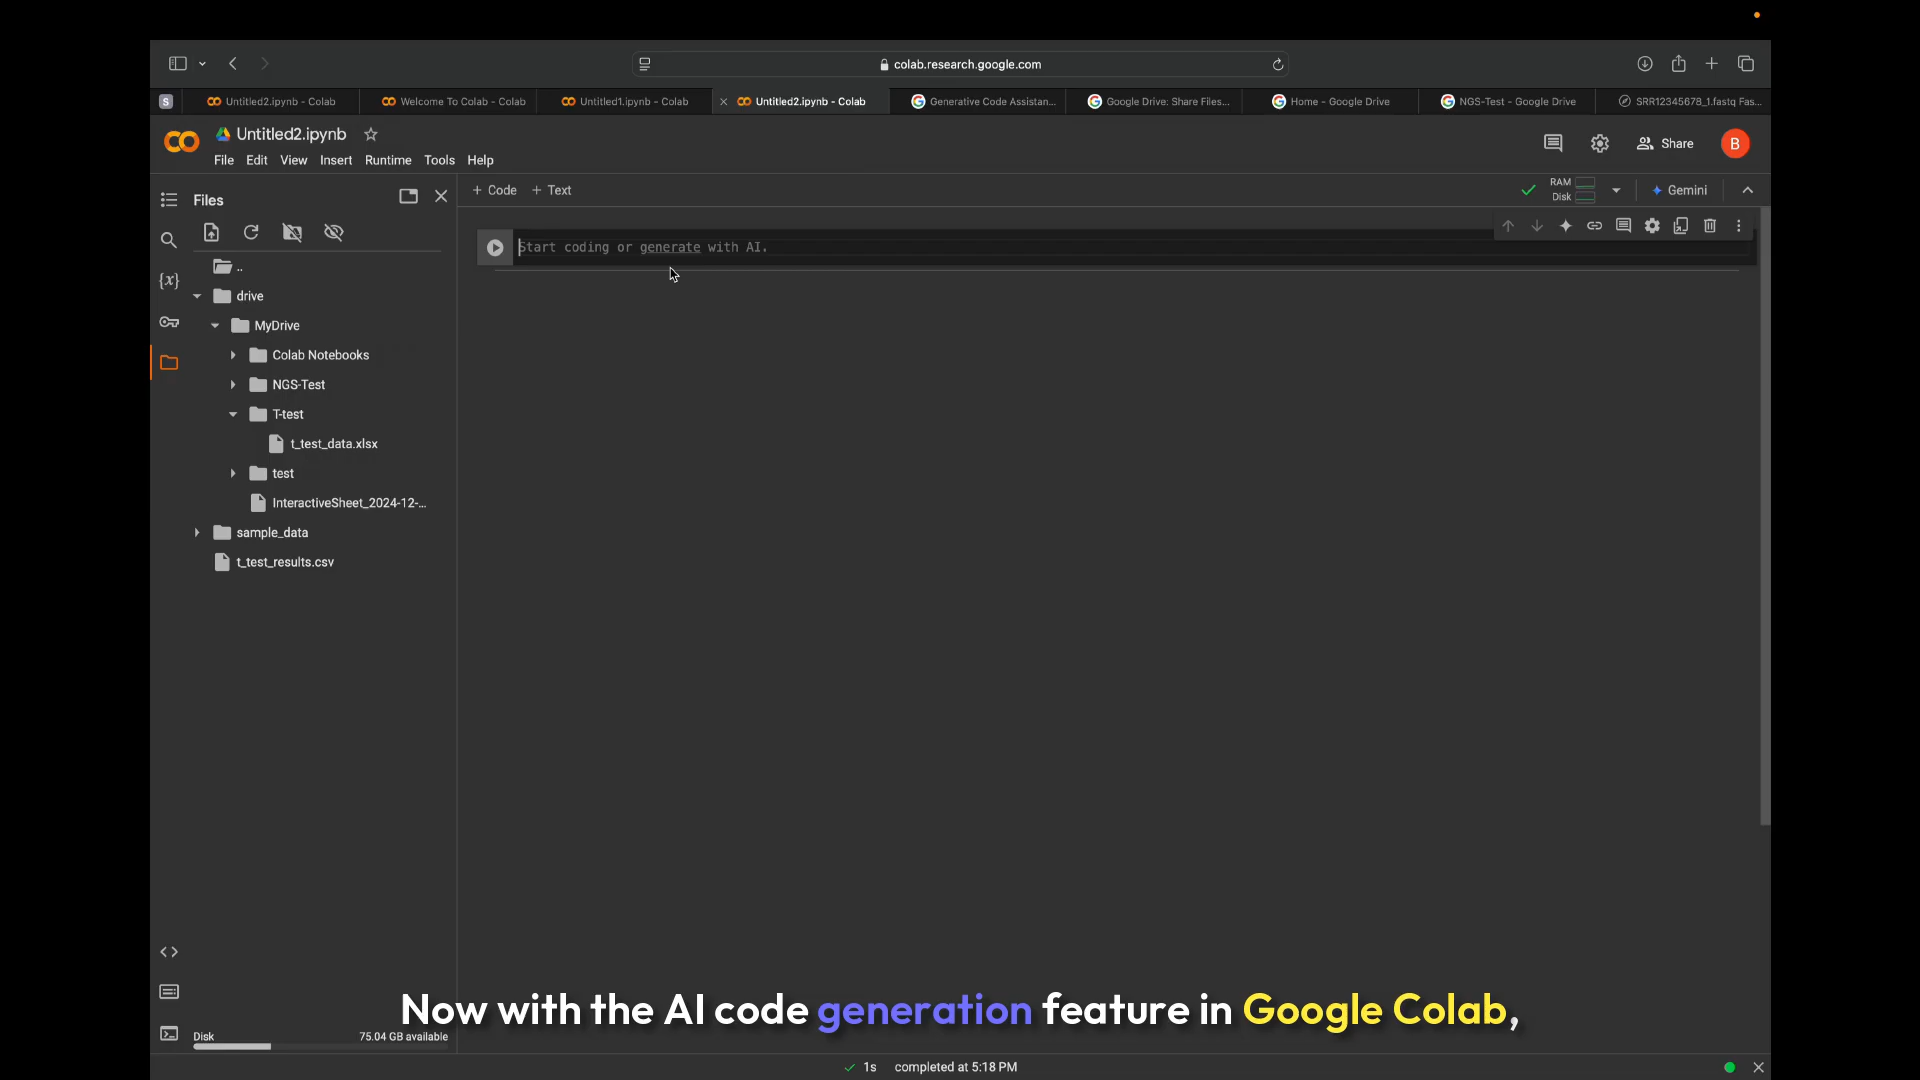 colab.research.google.com
S
Untitled2.ipynb - Colab
Welcome To Colab - Colab
Untitled1.ipynb - Colab
Untitled2.ipynb - Colab
Generative Code Assistan...
Google Drive: Share Files...
Home - Google Drive
NGS-Test - Google Drive
SRR12345678_1.fastq Fas...
Untitled2.ipynb
Share
B
File Edit View Insert Runtime Tools Help
+ Code + Text
RAM
Disk
Gemini
Files
Start coding or generate with AI.
..
drive
{x}
MyDrive
Colab Notebooks
NGS-Test
T-test
t_test_data.xlsx
test
InteractiveSheet_2024-12-...
sample_data
t_test_results.csv
Now with the AI code generation feature in Google Colab,
Disk 75.04 GB available
1s completed at 5:18 PM